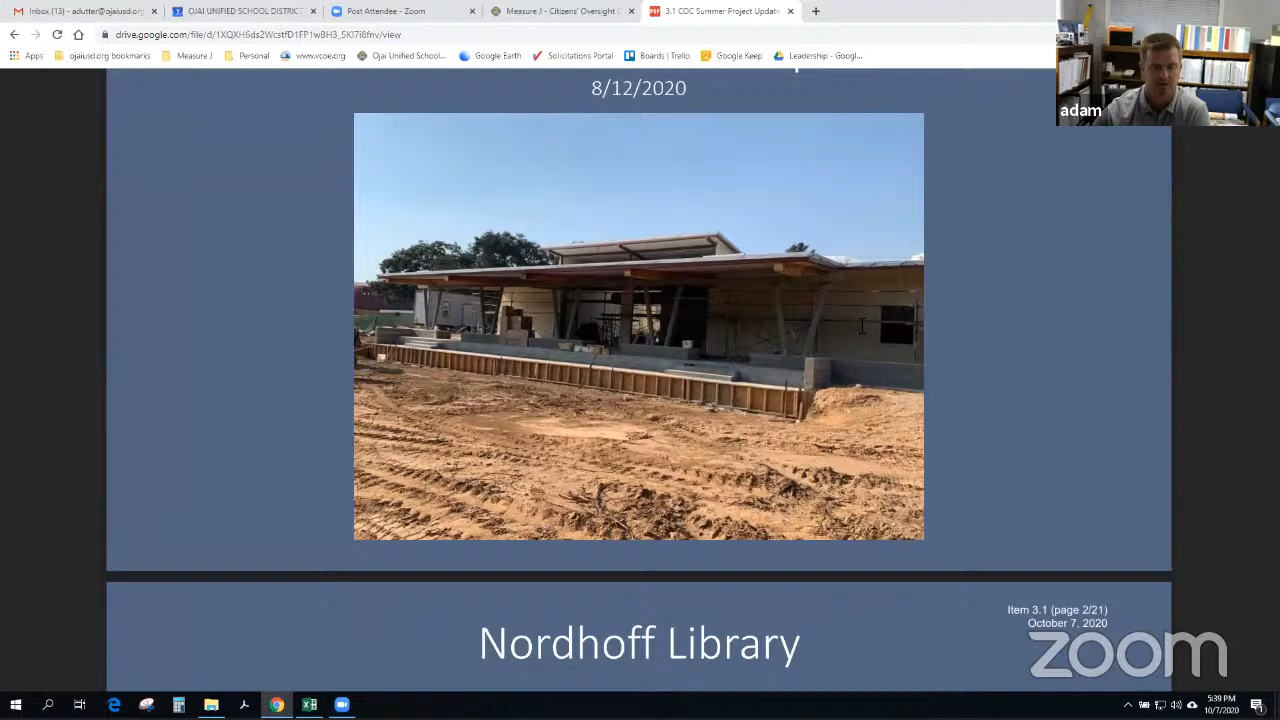 Inbox (13) - adutter@ojaiusd.org
OJAI UNIFIED SCHOOL DISTRICT
Post Attendee - Zoom
Measure J - Citizens' Oversight C
3.1 COC Summer Project Update
drive.google.com/file/d/1XQXH6ds2WcstfD1FP1wBH3_5Kl7i8fnv/view
Apps
ojaiusd.org bookmarks
Measure J
Personal
www.vcoe.org
Ojai Unified School...
Google Earth
Solicitations Portal
Boards | Trello
Google Keep
Leadership - Googl...
adam
8/12/2020
Item 3.1 (page 2/21)
October 7, 2020
Nordhoff Library
zoom
5:39 PM
10/7/2020